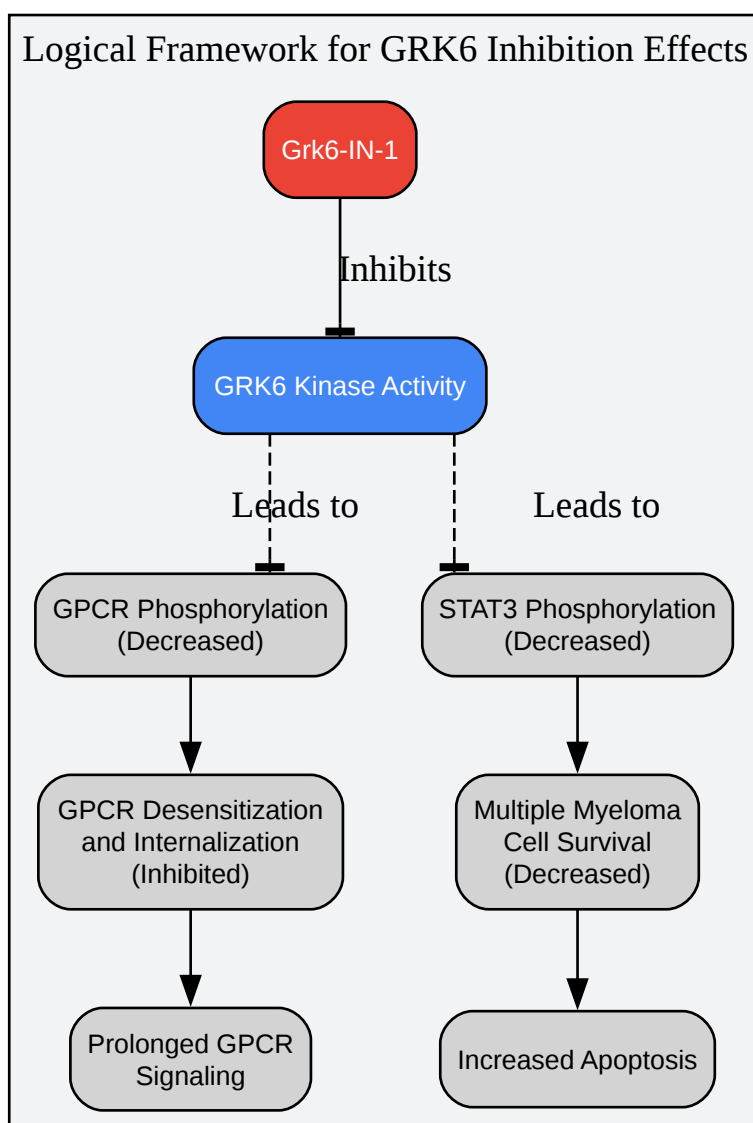 Logical Framework for GRK6 Inhibition Effects
Grk6-IN-1
Inhibits
GRK6 Kinase Activity
Leads to
Leads to
GPCR Phosphorylation
(Decreased)
STAT3 Phosphorylation
(Decreased)
GPCR Desensitization
and Internalization
(Inhibited)
Multiple Myeloma
Cell Survival
(Decreased)
Prolonged GPCR
Signaling
Increased Apoptosis